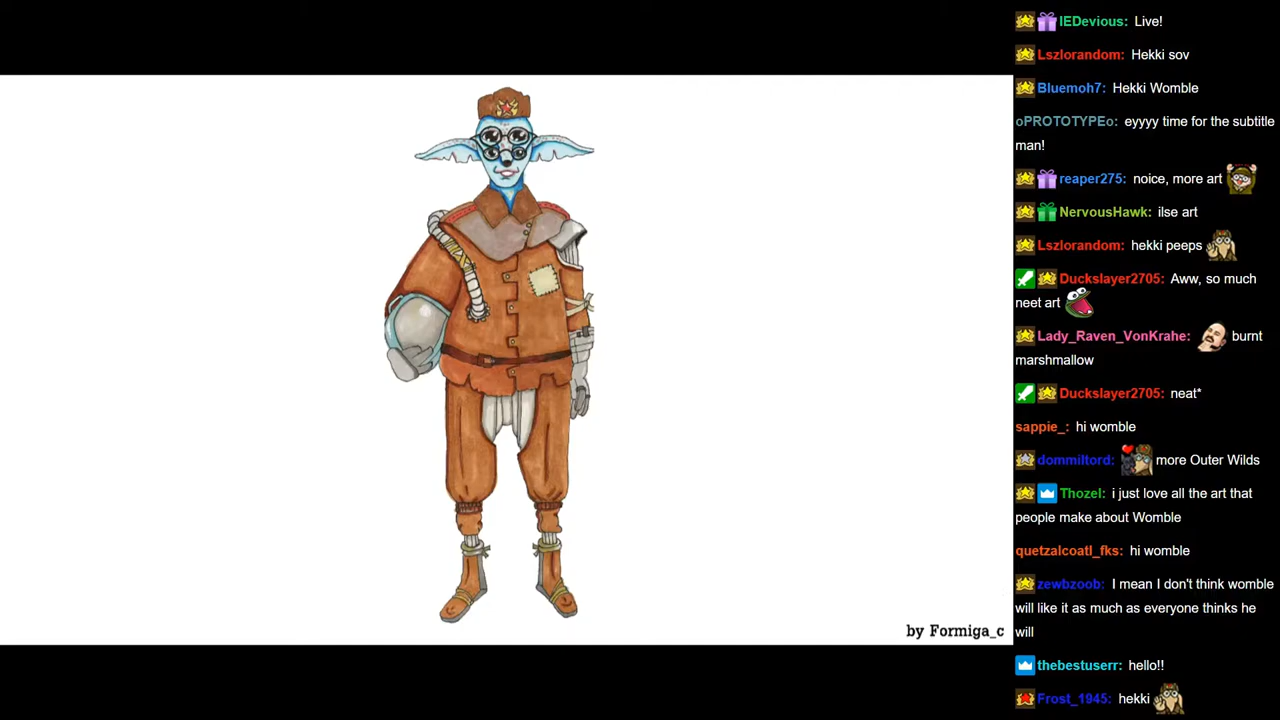 by Formiga_c
IEDevious: Live!
Lszlorandom: Hekki sov
Bluemoh7: Hekki Womble
oPROTOTYPEo: eyyyy time for the subtitle
man!
reaper275: noice, more art
NervousHawk: ilse art
Lszlorandom: hekki peeps
Duckslayer2705: Aww, so much
neet art
Lady_Raven_VonKrahe: burnt
marshmallow
Duckslayer2705: neat*
sappie_: hi womble
dommiltord: more Outer Wilds
Thozel: i just love all the art that
people make about Womble
quetzalcoatl_fks: hi womble
zewbzoob: I mean I don't think womble
will like it as much as everyone thinks he
will
thebestuserr: hello!!
Frost_1945: hekki